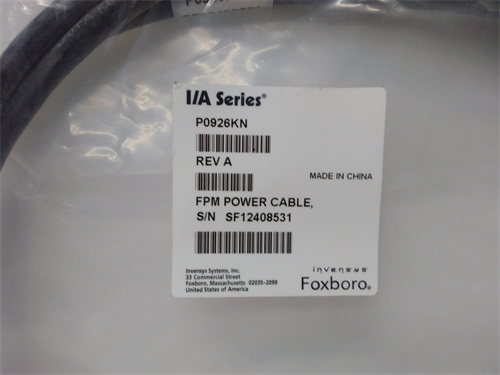 I/A Series®
P0926KN
REV A
MADE IN CHINA
FPM POWER CABLE,
S/N SF12408531
Invensys Systems, Inc.
33 Commercial Street
Foxboro, Massachusetts 02035-2099
United States of America
invensys
Foxboro®